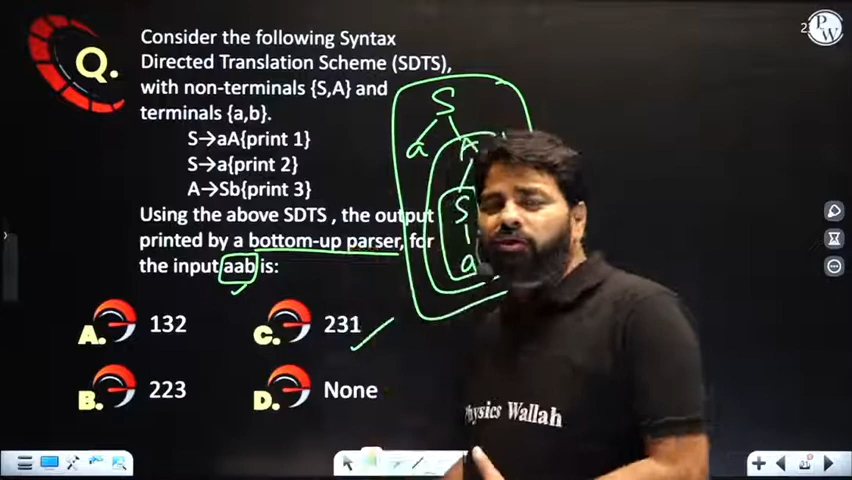 Q.
Consider the following Syntax
Directed Translation Scheme (SDTS),
with non-terminals {S,A} and
terminals {a,b}.
S→aA{print 1}
S→a{print 2}
A→Sb{print 3}
Using the above SDTS , the output
printed by a bottom-up parser, for
the input aab is:
A. 132
C. 231
B. 223
D. None
S
a A
S
a
P
W
Physics Wallah